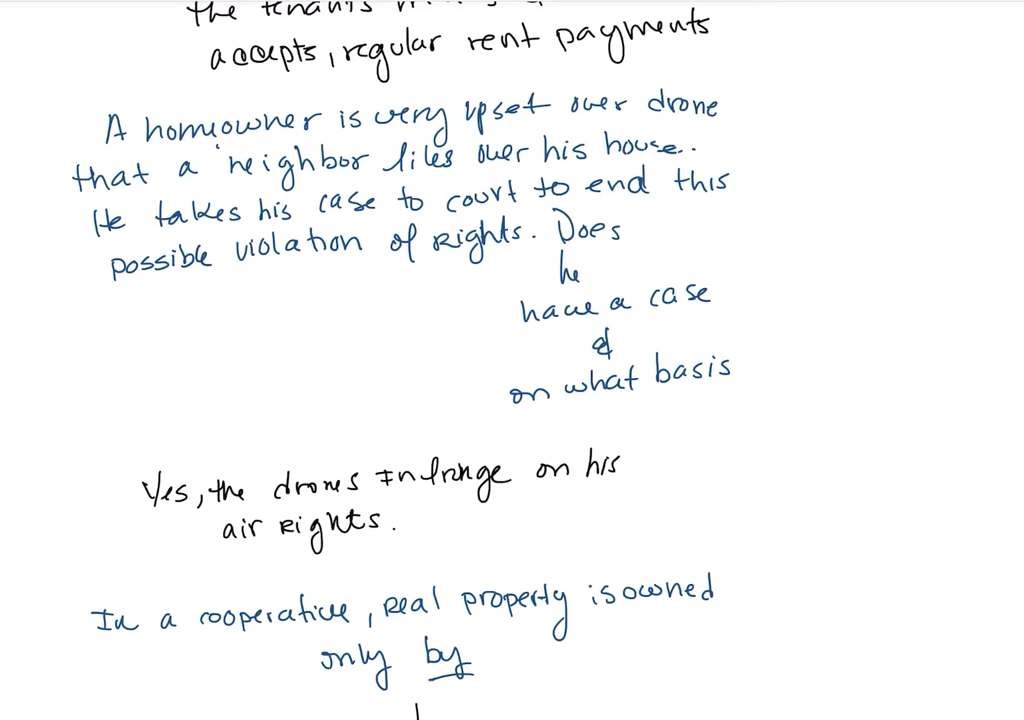 the tenants
accepts, regular rent payments
A homeowner is very upset over drone
that a neighbor flies over his house..
He takes his case to court to end this
possible violation of Rights. Does
he
have a case
&
on what basis
Yes, the drones Infringe on his
air Rights.
In a cooperative, Real property is owned
only by